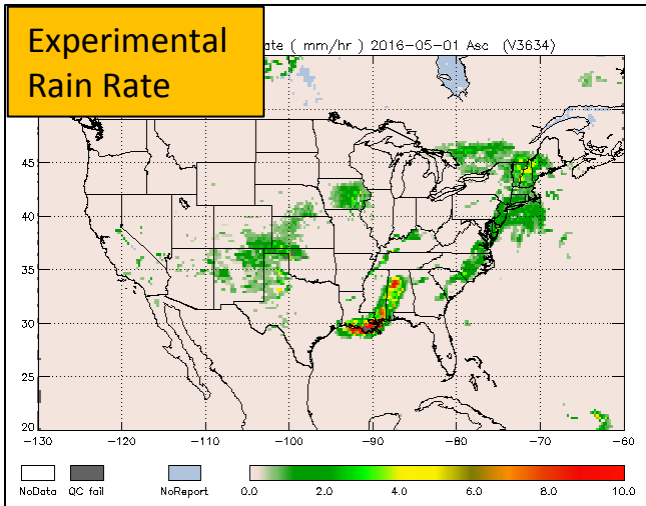 Experimental
Rain Rate
ate ( mm/hr ) 2016-05-01 Asc (V3634)
45
40
35
30
25
20
-130 -120 -110 -100 -90 -80 -70 -60
NoData QC fail NoReport 0.0 2.0 4.0 6.0 8.0 10.0